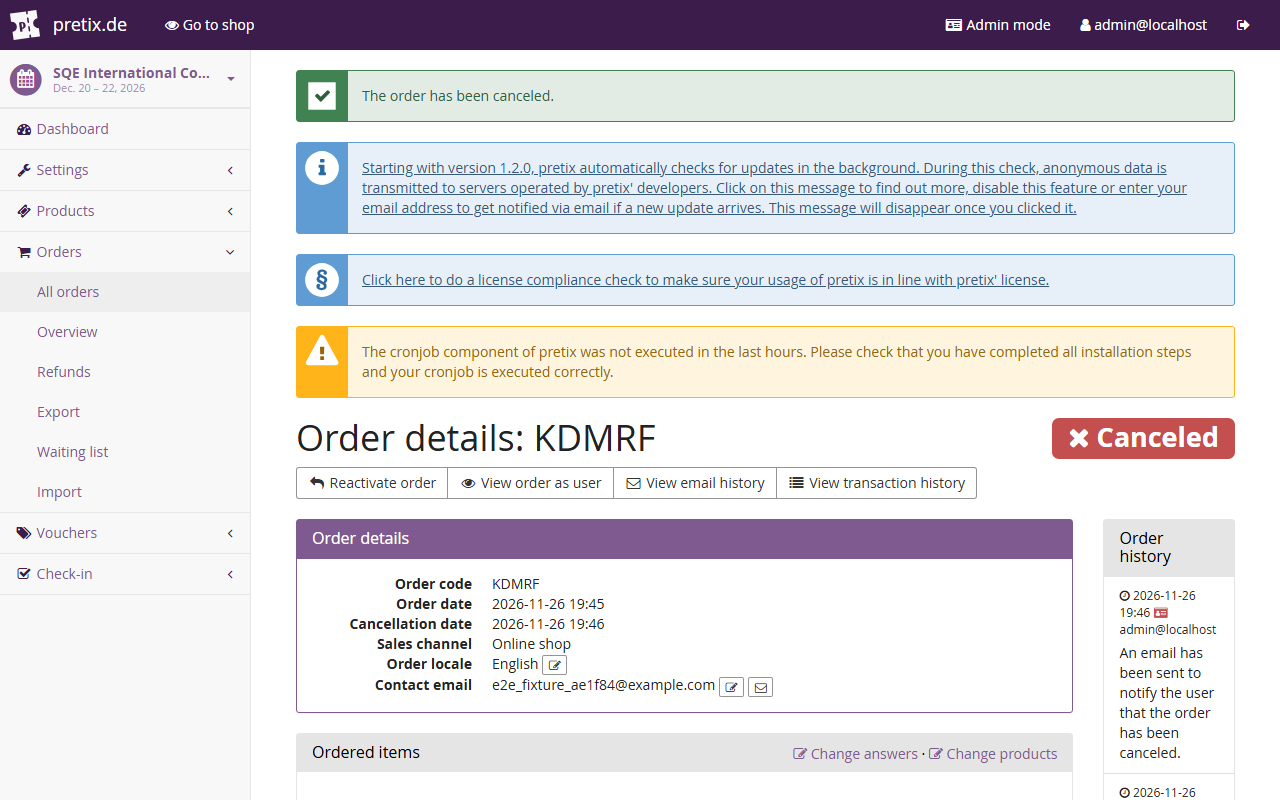 pretix.de
Go to shop
Admin mode
admin@localhost
SQE International Co...
Dec. 20 – 22, 2026
Dashboard
Settings
Products
Orders
All orders
Overview
Refunds
Export
Waiting list
Import
Vouchers
Check-in
The order has been canceled.
Starting with version 1.2.0, pretix automatically checks for updates in the background. During this check, anonymous data is
transmitted to servers operated by pretix' developers. Click on this message to find out more, disable this feature or enter your
email address to get notified via email if a new update arrives. This message will disappear once you clicked it.
§
Click here to do a license compliance check to make sure your usage of pretix is in line with pretix' license.
The cronjob component of pretix was not executed in the last hours. Please check that you have completed all installation steps
and your cronjob is executed correctly.
Order details: KDMRF
Canceled
Reactivate order
View order as user
View email history
View transaction history
Order details
Order code KDMRF
Order date 2026-11-26 19:45
Cancellation date 2026-11-26 19:46
Sales channel Online shop
Order locale English
Contact email e2e_fixture_ae1f84@example.com
Ordered items
Change answers · Change products
Order
history
2026-11-26
19:46
admin@localhost
An email has
been sent to
notify the user
that the order
has been
canceled.
2026-11-26